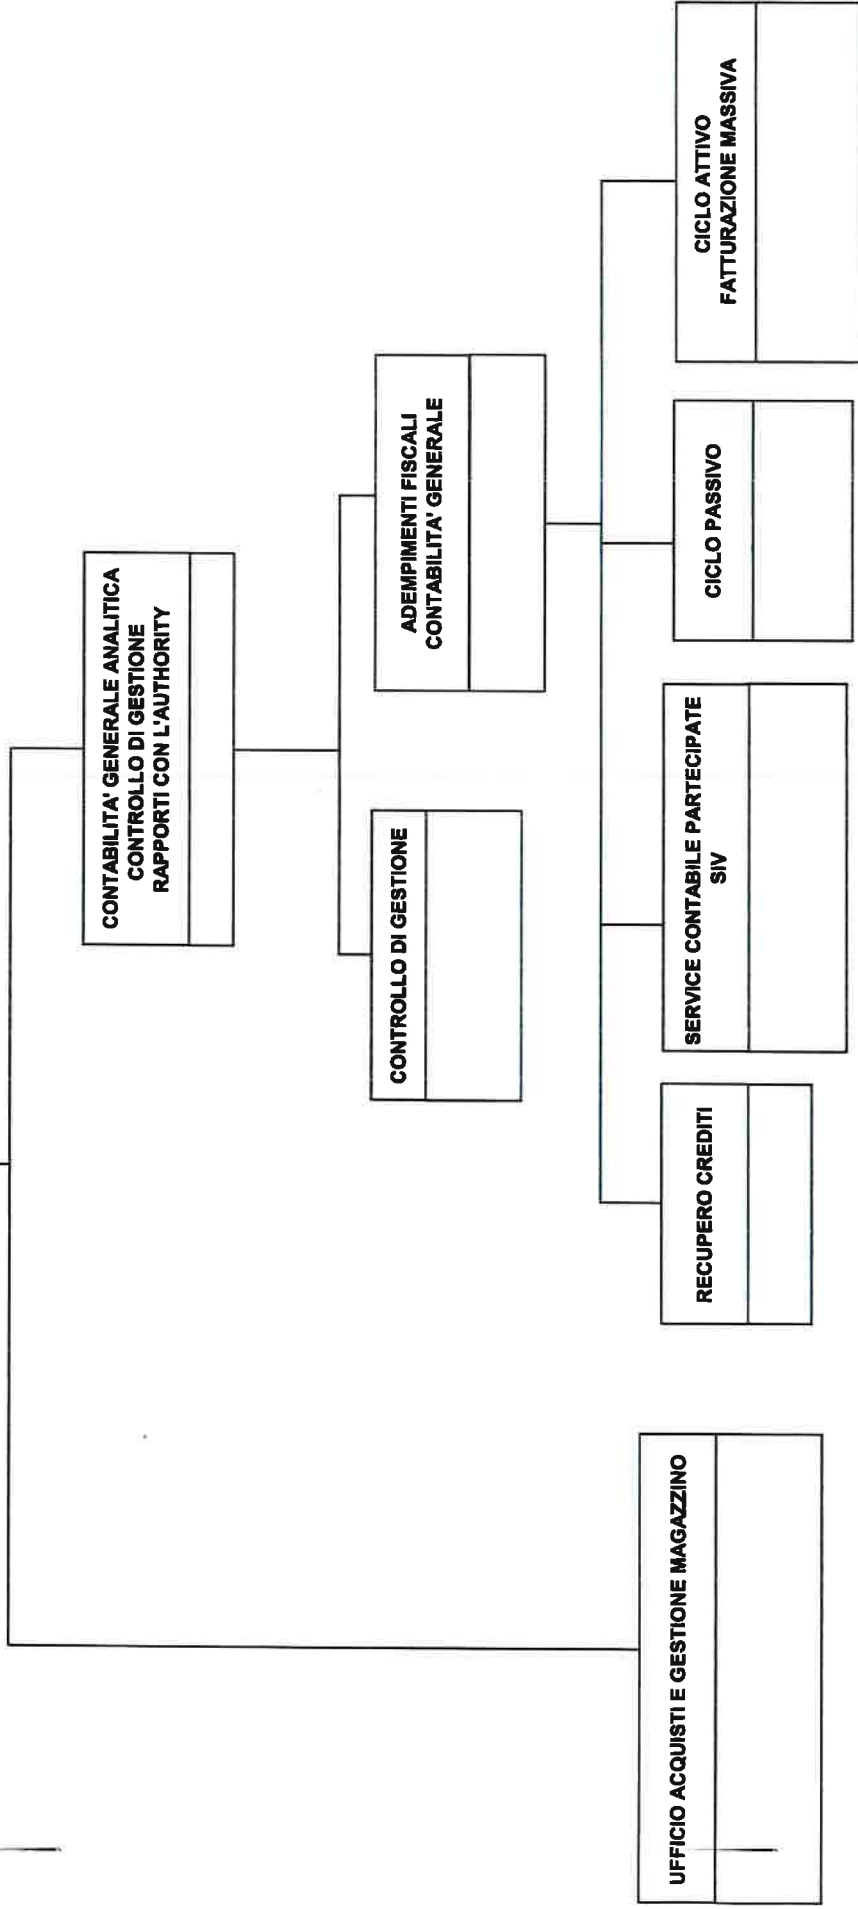 CONTABILITA' GENERALE ANALITICA
CONTROLLO DI GESTIONE
RAPPORTI CON L'AUTHORITY
CONTROLLO DI GESTIONE
ADEMPIMENTI FISCALI
CONTABILITA' GENERALE
UFFICIO ACQUISTI E GESTIONE MAGAZZINO
RECUPERO CREDITI
SERVICE CONTABILE PARTECIPATE
SIV
CICLO PASSIVO
CICLO ATTIVO
FATTURAZIONE MASSIVA